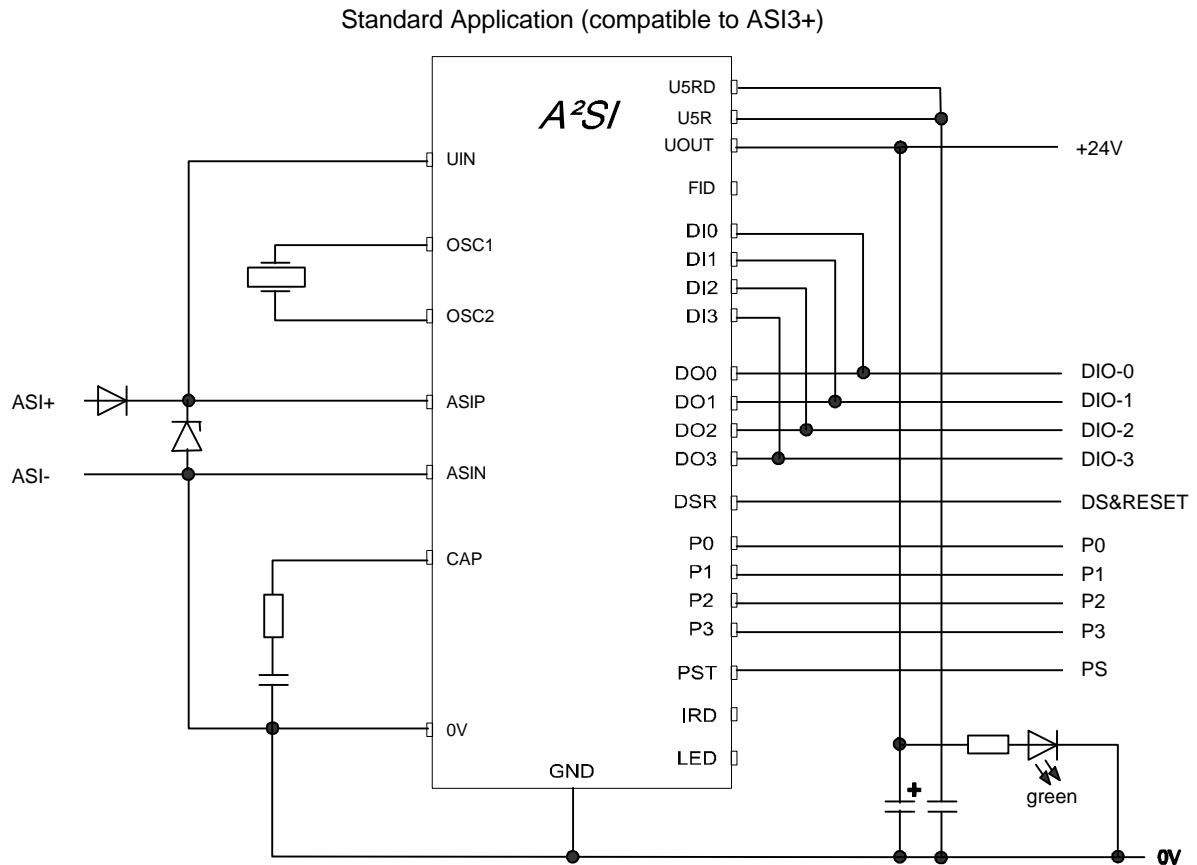 Standard Application (compatible to ASI3+)
A²SI
U5RD
U5R
UOUT
+24V
UIN
FID
DI0
OSC1
DI1
DI2
OSC2
DI3
DO0
DIO-0
ASI+
ASIP
DO1
DIO-1
DO2
DIO-2
DO3
DIO-3
ASI-
ASIN
DSR
DS&RESET
P0
P0
CAP
P1
P1
P2
P2
P3
P3
PST
PS
IRD
0V
LED
GND
+
green
0V